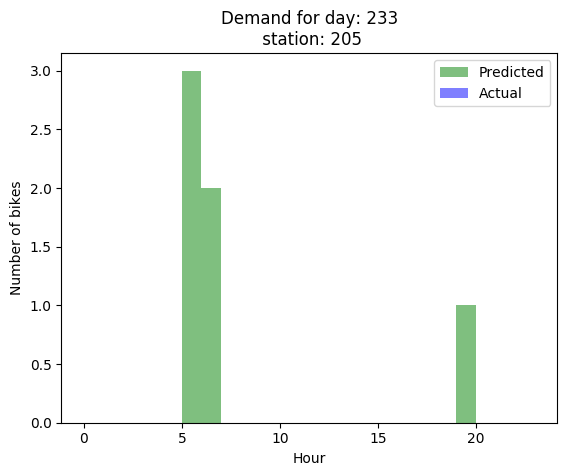 Demand for day: 233
station: 205
Predicted
Actual
Number of bikes
3.0
2.5
2.0
1.5
1.0
0.5
0.0
0 5 10 15 20
Hour